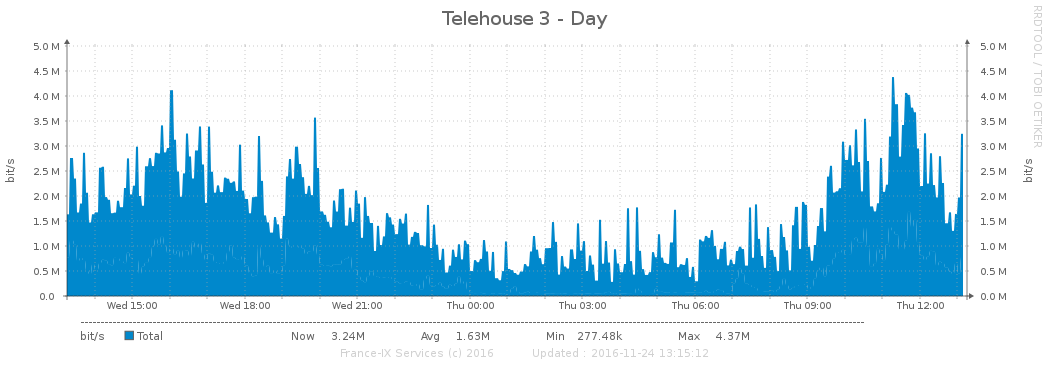 Telehouse 3 - Day
RRDTOOL / TOBI OETIKER
bit/s
5.0 M 5.0 M
4.5 M 4.5 M
4.0 M 4.0 M
3.5 M 3.5 M
3.0 M 3.0 M
2.5 M 2.5 M
2.0 M 2.0 M
1.5 M 1.5 M
1.0 M 1.0 M
0.5 M 0.5 M
0.0 0.0 M
bit/s
Wed 15:00 Wed 18:00 Wed 21:00 Thu 00:00 Thu 03:00 Thu 06:00 Thu 09:00 Thu 12:00
bit/s Total Now 3.24M Avg 1.63M Min 277.48k Max 4.37M
France-IX Services (c) 2016 Updated : 2016-11-24 13:15:12